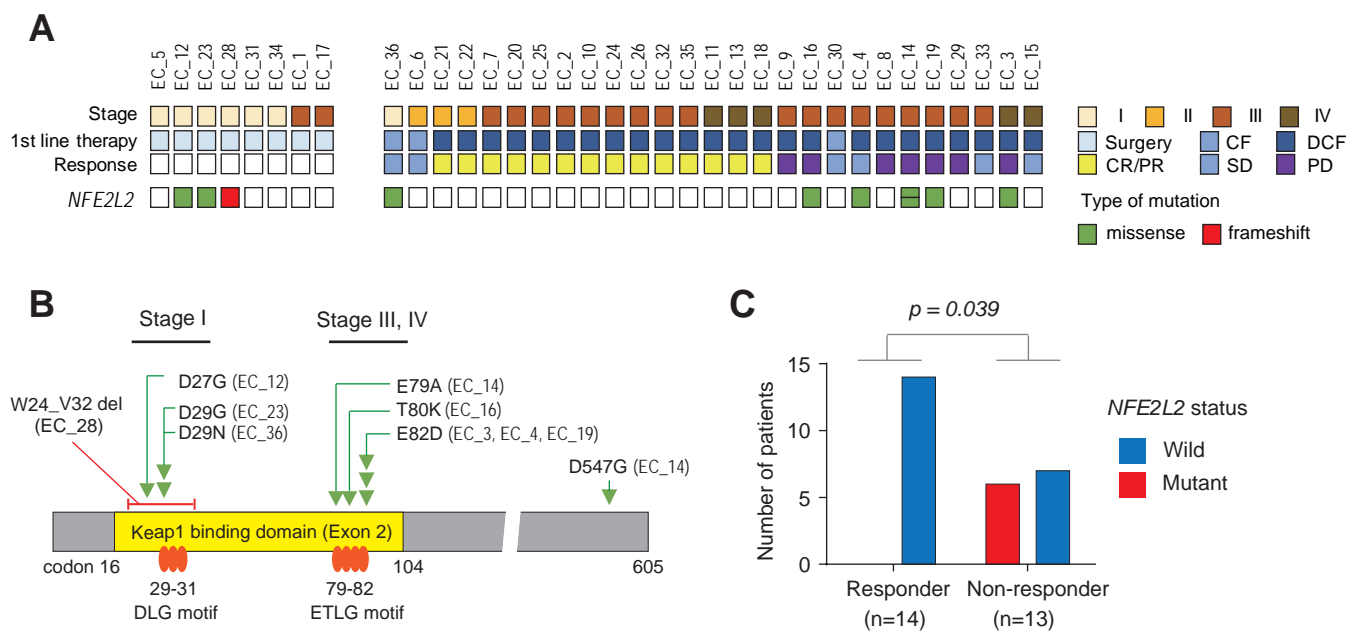 A
EC_5 EC_12 EC_23 EC_28 EC_31 EC_34 EC_1 EC_17 EC_36 EC_6 EC_21 EC_22 EC_7 EC_20 EC_25 EC_2 EC_10 EC_24 EC_26 EC_32 EC_35 EC_11 EC_13 EC_18 EC_9 EC_16 EC_30 EC_4 EC_8 EC_14 EC_19 EC_29 EC_33 EC_3 EC_15
Stage
1st line therapy
Response
NFE2L2
I II III IV
Surgery CF DCF
CR/PR SD PD
Type of mutation
missense frameshift
B
Stage I Stage III, IV
W24_V32 del
(EC_28)
D27G (EC_12)
D29G (EC_23)
D29N (EC_36)
E79A (EC_14)
T80K (EC_16)
E82D (EC_3, EC_4, EC_19)
D547G (EC_14)
Keap1 binding domain (Exon 2)
codon 16 104 605
29-31 79-82
DLG motif ETLG motif
C
p = 0.039
Number of patients
15
10
5
0
Responder Non-responder
(n=14) (n=13)
NFE2L2 status
Wild
Mutant